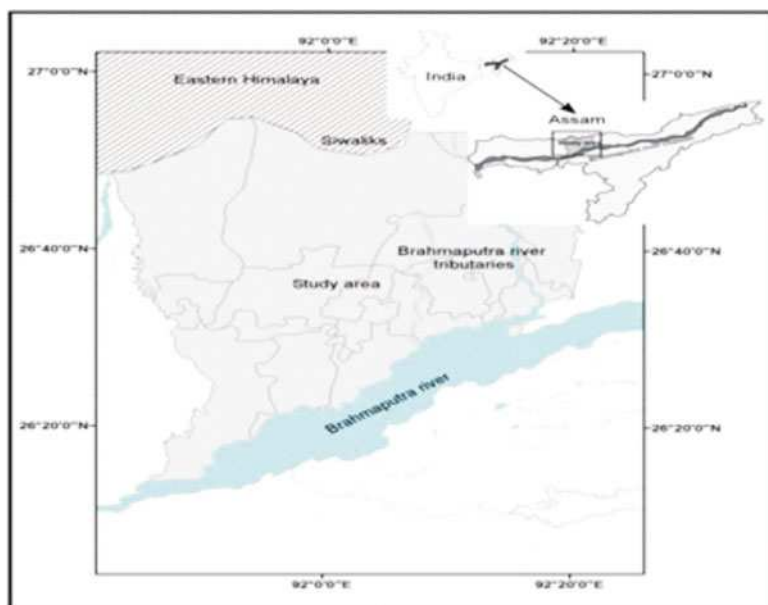 92°0'0"E
92°20'0"E
27°0'0"N
27°0'0"N
Eastern Himalaya
India
Assam
Siwaliks
26°40'0"N
26°40'0"N
Brahmaputra river
tributaries
Study area
Brahmaputra river
26°20'0"N
26°20'0"N
92°0'0"E
92°20'0"E